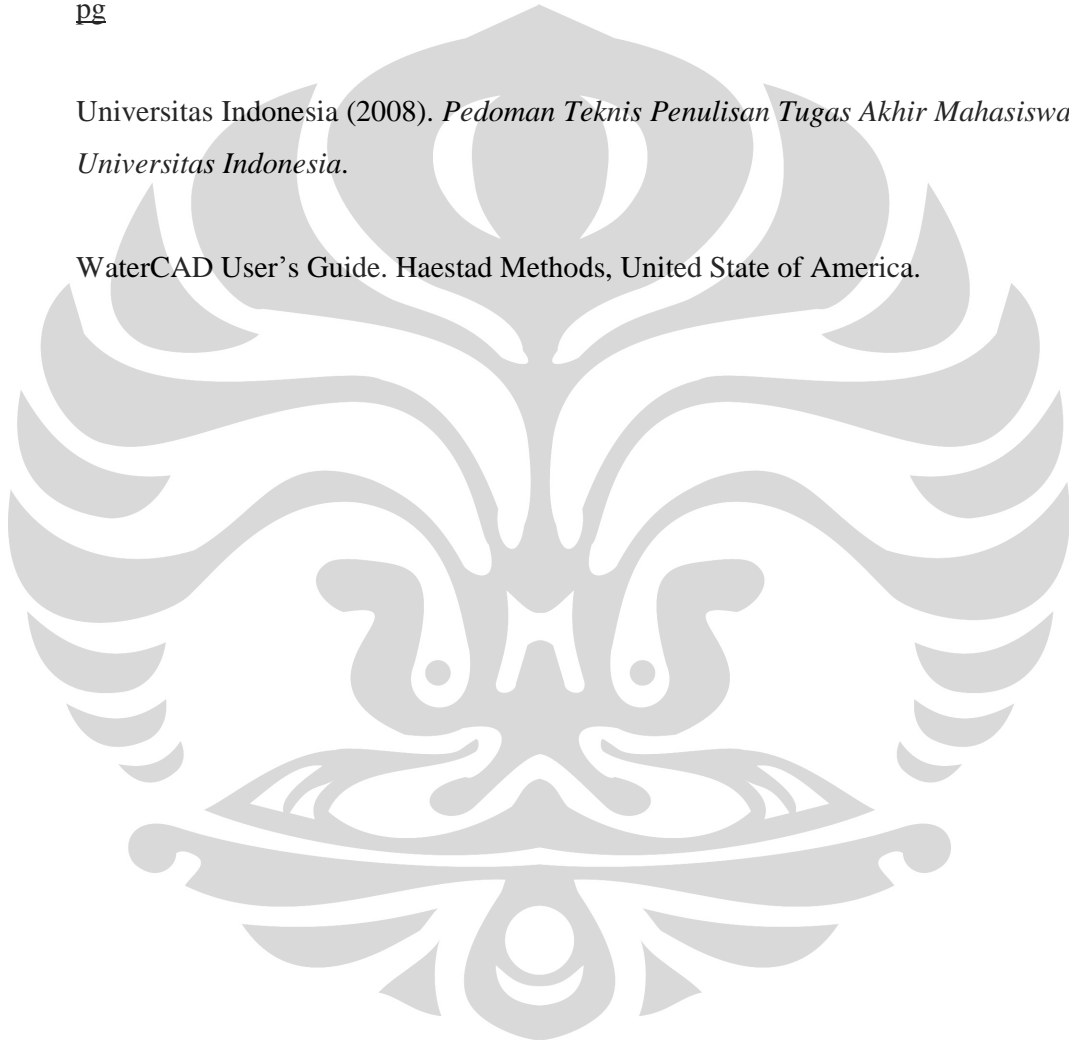 pg
Universitas Indonesia (2008). Pedoman Teknis Penulisan Tugas Akhir Mahasiswa
Universitas Indonesia.
WaterCAD User’s Guide. Haestad Methods, United State of America.